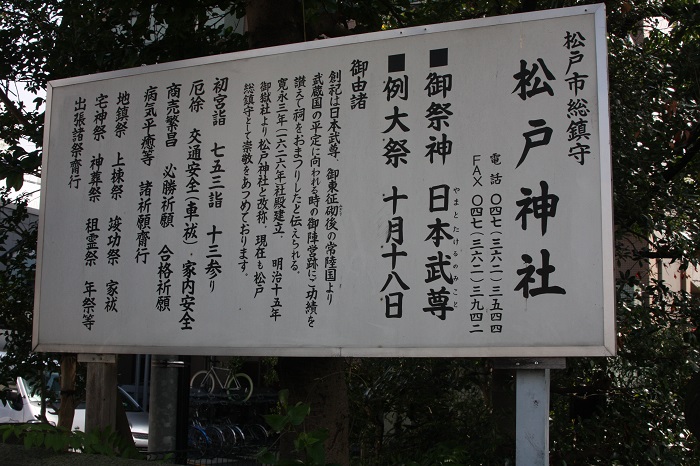 松戸市総鎮守
松戸神社
電話 〇四七(三六二)三五四四
FAX 〇四七(三六二)三九四二
■御祭神 日本武尊
やまとたけるのみこと
■例大祭 十月十八日
御由諸
創祀は日本武尊、御東征砌後の常陸国より
武蔵国の平定に向われる時の御陣営跡にご功績を
讃えて祠をおまつりしたと伝えられる。
寛永三年(一六二六年)社殿建立、 明治十五年
御嶽社より松戸神社と改称、現在も松戸
総鎮守として崇敬をあつめております。
初宮詣 七五三詣 十三参り
厄徐 交通安全(車祓)、家内安全
商売繁昌 必勝祈願 合格祈願
病気平癒等 諸祈願齊行
地鎮祭 上棟祭 竣功祭 家祓
宅神祭 神葬祭 祖霊祭 年祭等
出張諸祭齊行